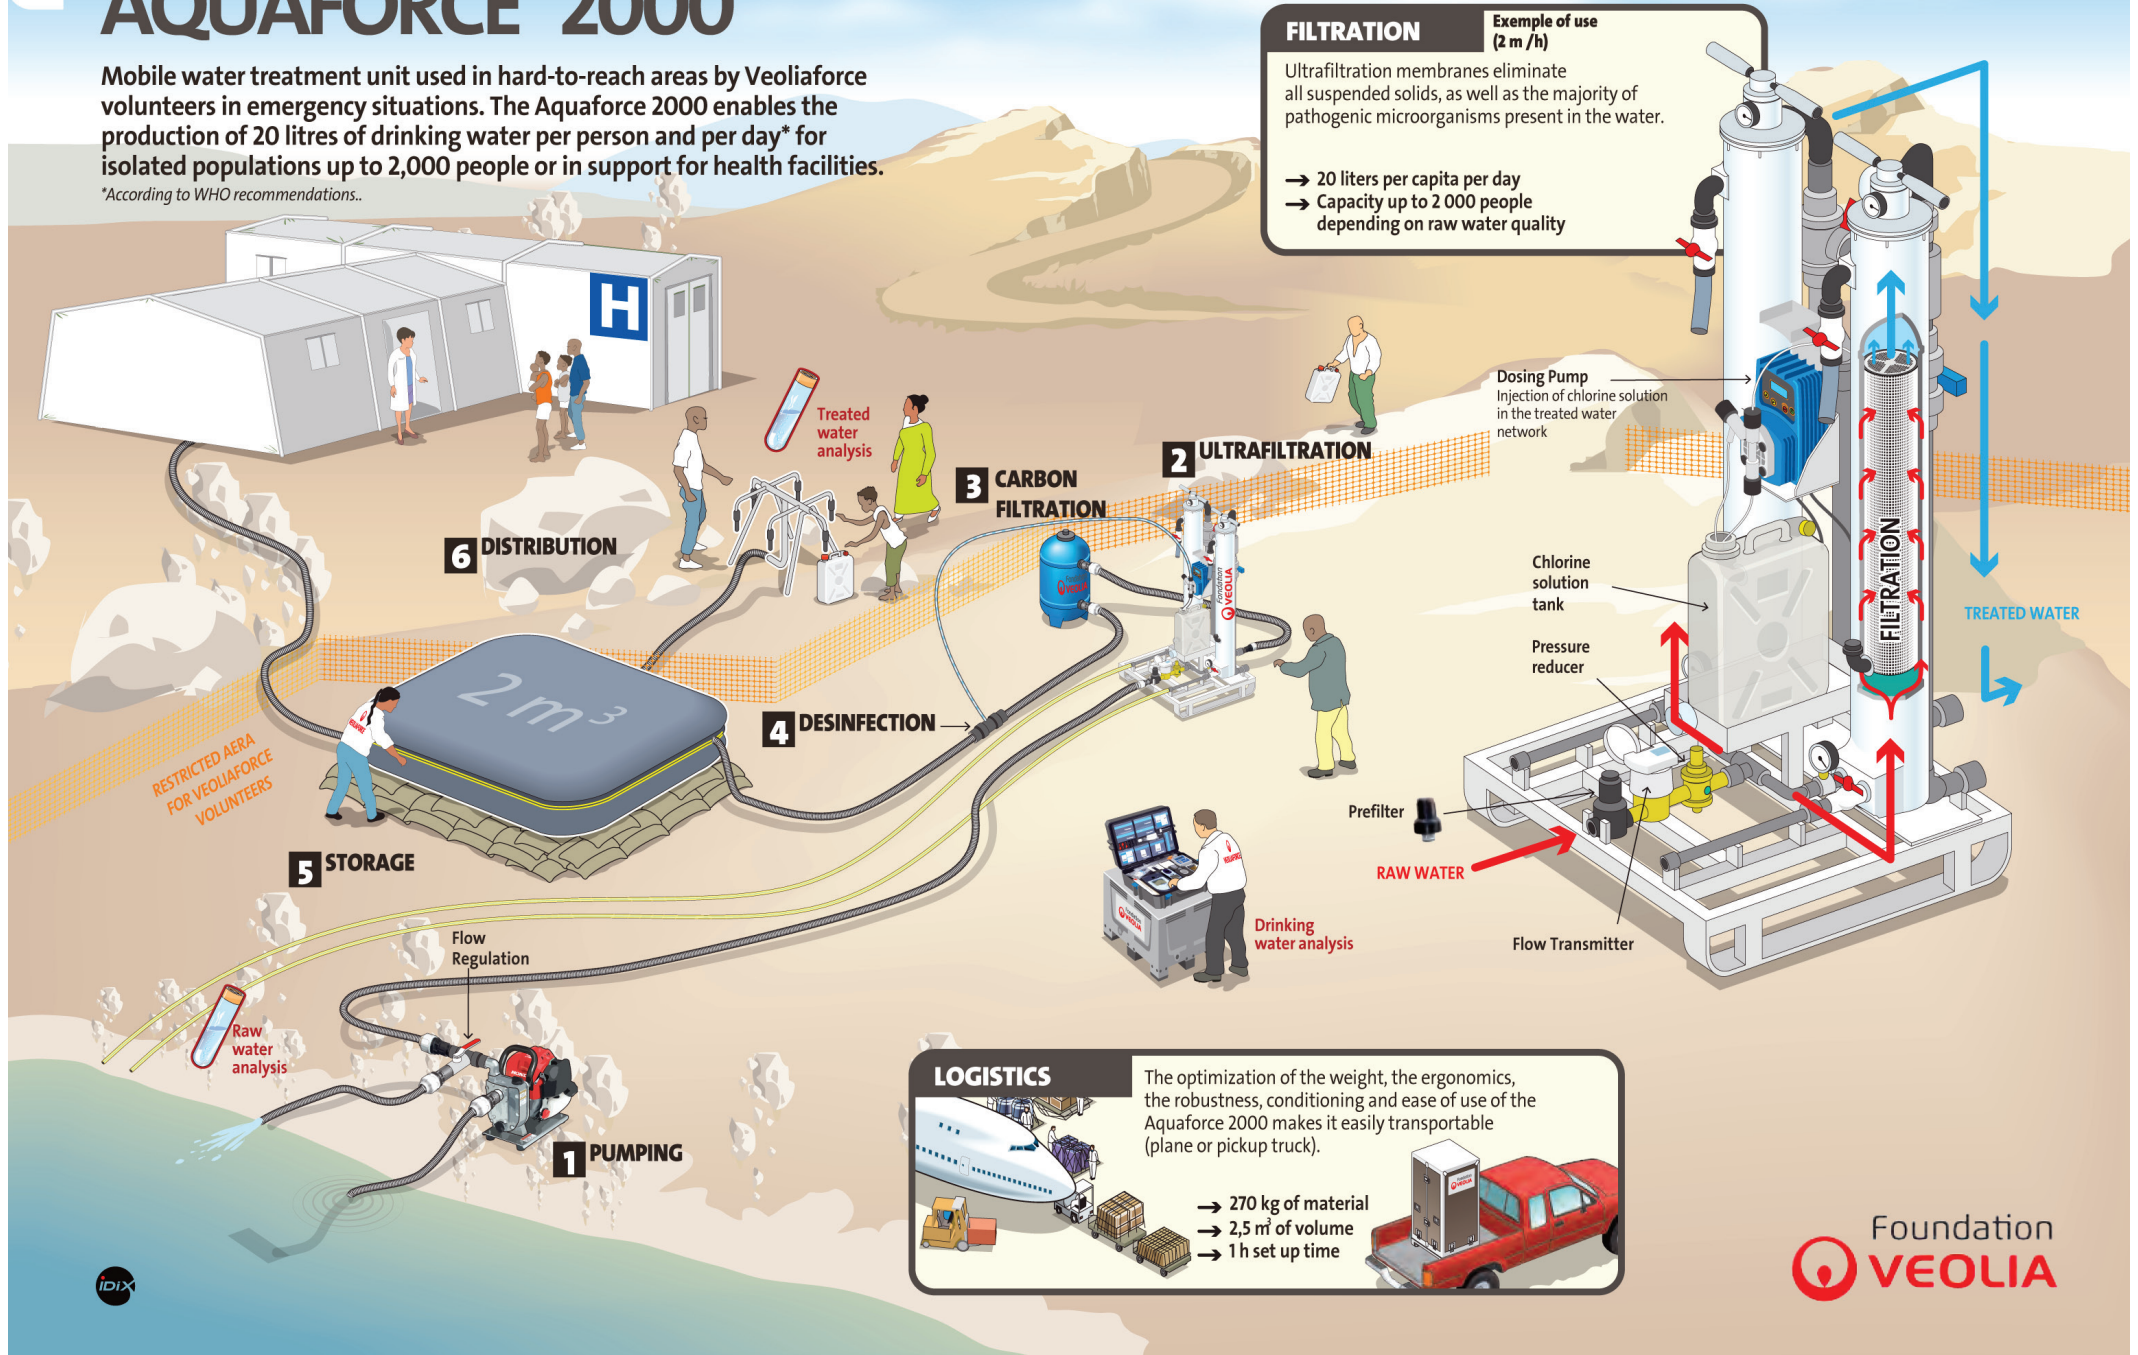 AQUAFORCE 2000
Mobile water treatment unit used in hard-to-reach areas by Veoliaforce
volunteers in emergency situations. The Aquaforce 2000 enables the
production of 20 litres of drinking water per person and per day* for
isolated populations up to 2,000 people or in support for health facilities.
*According to WHO recommendations..
FILTRATION
Exemple of use
(2 m /h)
Ultrafiltration membranes eliminate
all suspended solids, as well as the majority of
pathogenic microorganisms present in the water.
→ 20 liters per capita per day
→ Capacity up to 2 000 people
depending on raw water quality
H
Treated
water
analysis
Dosing Pump
Injection of chlorine solution
in the treated water
network
2 ULTRAFILTRATION
3 CARBON
FILTRATION
6 DISTRIBUTION
FILTRATION
Chlorine
solution
tank
TREATED WATER
Pressure
reducer
Fondation
VEOLIA
2 m³
4 DESINFECTION
RESTRICTED AERA
FOR VEOLIAFORCE
VOLUNTEERS
VEOLIAFORCE
Prefilter
RAW WATER
5 STORAGE
VEOLIAFORCE
Foundation
VEOLIA
Drinking
water analysis
Flow Transmitter
Flow
Regulation
Raw
water
analysis
HONDA
1 PUMPING
LOGISTICS
The optimization of the weight, the ergonomics,
the robustness, conditioning and ease of use of the
Aquaforce 2000 makes it easily transportable
(plane or pickup truck).
→ 270 kg of material
→ 2,5 m³ of volume
→ 1 h set up time
VEOLIA
Foundation
VEOLIA
iDiX